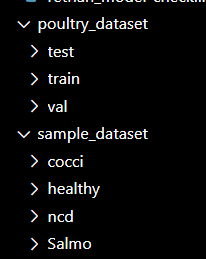 poultry_dataset
test
train
val
sample_dataset
cocci
healthy
ncd
Salmo